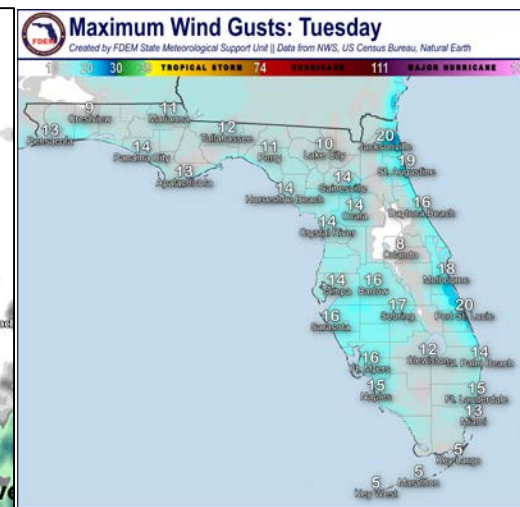 Maximum Wind Gusts: Tuesday
Created by FDEM State Meteorological Support Unit || Data from NWS, US Census Bureau, Natural Earth
FDEM
10 20 30 39 TROPICAL STORM 74 HURRICANE 111 MAJOR HURRICANE
9
Crestview
11
Marianna
13
Pensacola
14
Panama City
12
Tallahassee
13
Apalachicola
11
Perry
10
Lake City
20
Jacksonville
19
St. Augustine
14
Gainesville
14
Horseshoe Beach
14
Ocala
16
Daytona Beach
14
Crystal River
8
Orlando
18
Melbourne
14
Tampa
16
Bartow
17
Sebring
20
Port St. Lucie
16
Sarasota
12
Clewiston
14
W. Palm Beach
16
Ft. Myers
15
Naples
15
Ft. Lauderdale
13
Miami
5
Key Largo
5
Marathon
5
Key West